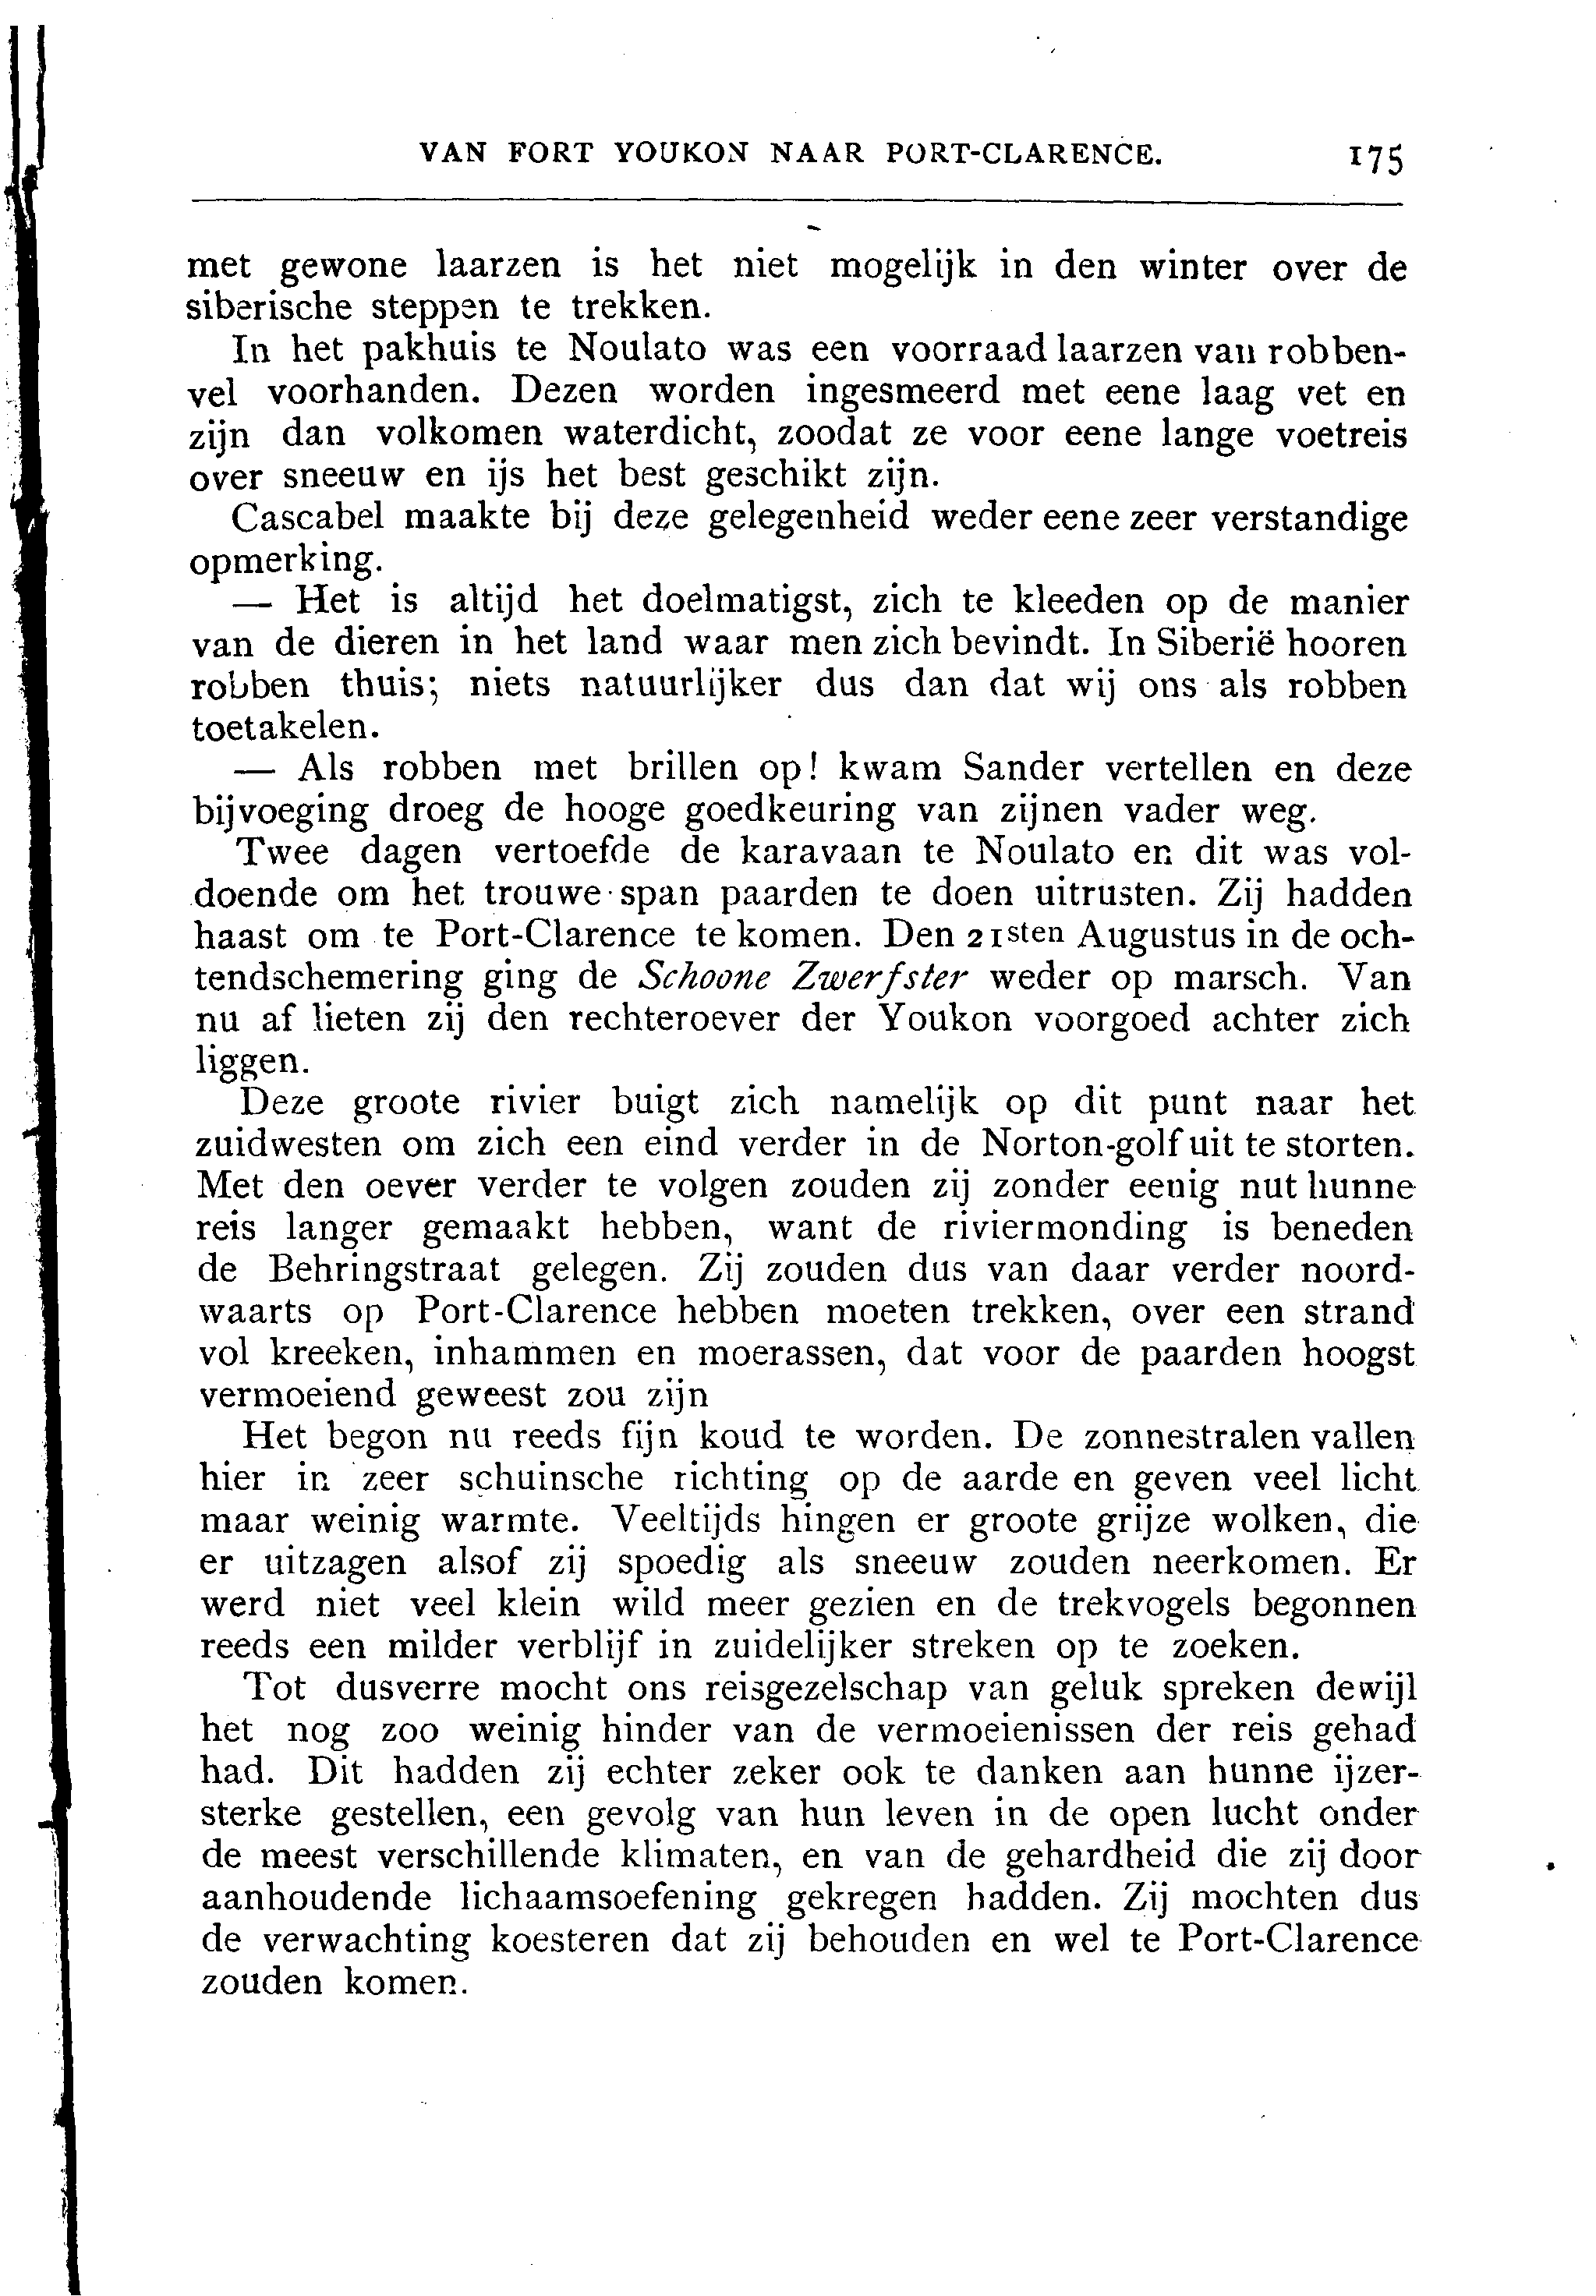 VAN FORT YOUKON NAAR PORT-CLARENCE. 175
met gewone laarzen is het niet mogelijk in den winter over de
siberische steppen te trekken.
In het pakhuis te Noulato was een voorraad laarzen van robben-
vel voorhanden. Dezen worden ingesmeerd met eene laag vet en
zijn dan volkomen waterdicht, zoodat ze voor eene lange voetreis
over sneeuw en ijs het best geschikt zijn.
Cascabel maakte bij deze gelegenheid weder eene zeer verstandige
opmerking.
— Het is altijd het doelmatigst, zich te kleeden op de manier
van de dieren in het land waar men zich bevindt. In Siberië hooren
robben thuis; niets natuurlijker dus dan dat wij ons als robben
toetakelen.
— Als robben met brillen op! kwam Sander vertellen en deze
bijvoeging droeg de hooge goedkeuring van zijnen vader weg.
Twee dagen vertoefde de karavaan te Noulato en dit was vol-
doende om het trouwe span paarden te doen uitrusten. Zij hadden
haast om te Port-Clarence te komen. Den 21sten Augustus in de och-
tendschemering ging de Schoone Zwerfster weder op marsch. Van
nu af lieten zij den rechteroever der Youkon voorgoed achter zich
liggen.
Deze groote rivier buigt zich namelijk op dit punt naar het
zuidwesten om zich een eind verder in de Norton-golf uit te storten.
Met den oever verder te volgen zouden zij zonder eenig nut hunne
reis langer gemaakt hebben, want de riviermonding is beneden
de Behringstraat gelegen. Zij zouden dus van daar verder noord-
waarts op Port-Clarence hebben moeten trekken, over een strand
vol kreeken, inhammen en moerassen, dat voor de paarden hoogst
vermoeiend geweest zou zijn
Het begon nu reeds fijn koud te worden. De zonnestralen vallen
hier in zeer schuinsche richting op de aarde en geven veel licht
maar weinig warmte. Veeltijds hingen er groote grijze wolken, die
er uitzagen alsof zij spoedig als sneeuw zouden neerkomen. Er
werd niet veel klein wild meer gezien en de trekvogels begonnen
reeds een milder verblijf in zuidelijker streken op te zoeken.
Tot dusverre mocht ons reisgezelschap van geluk spreken dewijl
het nog zoo weinig hinder van de vermoeienissen der reis gehad
had. Dit hadden zij echter zeker ook te danken aan hunne ijzer-
sterke gestellen, een gevolg van hun leven in de open lucht onder
de meest verschillende klimaten, en van de gehardheid die zij door
aanhoudende lichaamsoefening gekregen hadden. Zij mochten dus
de verwachting koesteren dat zij behouden en wel te Port-Clarence
zouden komen.